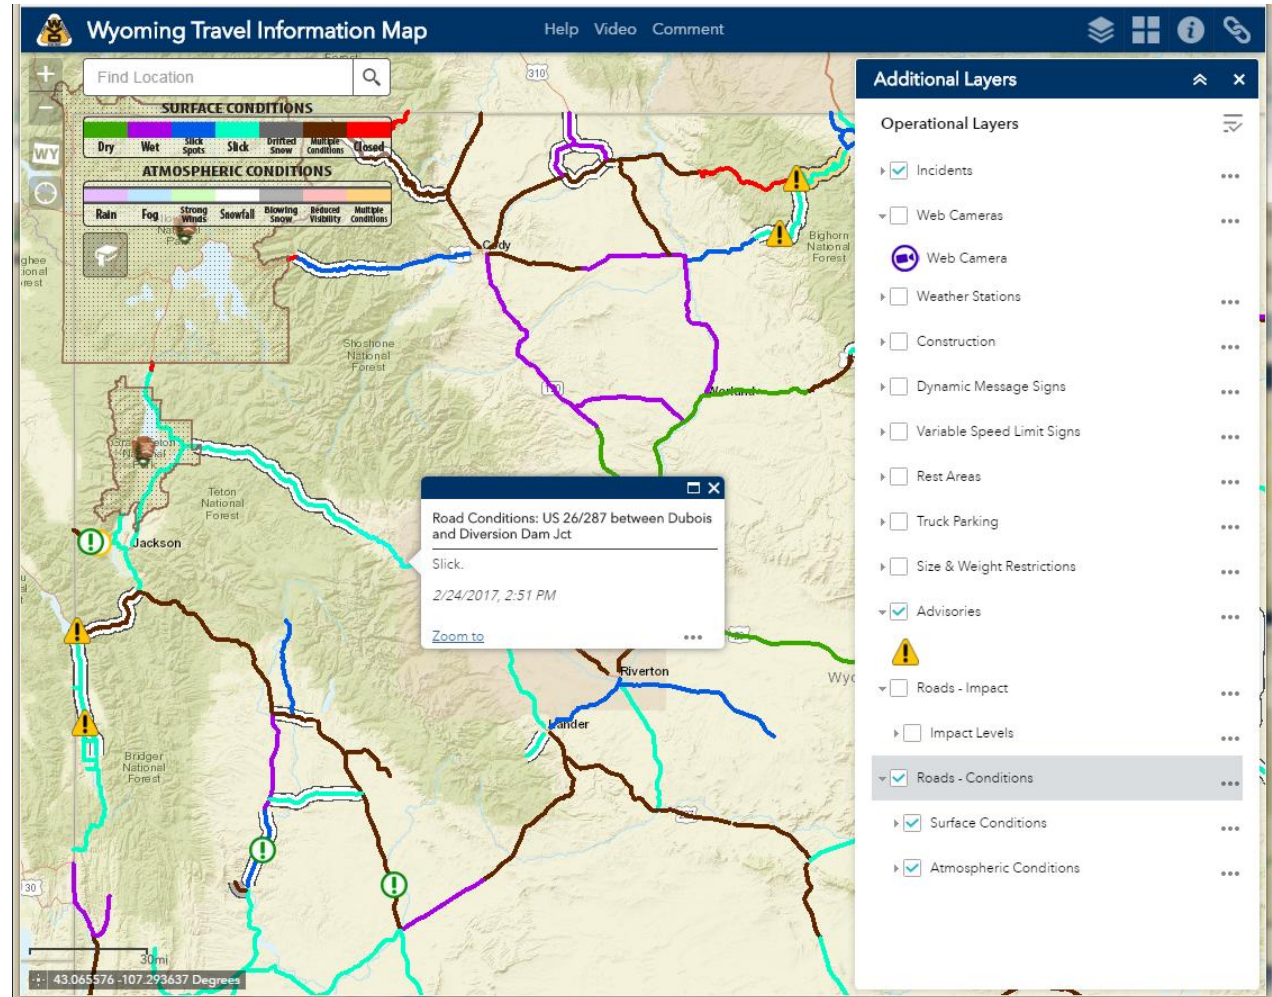 Wyoming Travel Information Map
Help Video Comment
Find Location
SURFACE CONDITIONS
Dry Wet Slick Spots Slick Drifted Snow Multiple Conditions Closed
ATMOSPHERIC CONDITIONS
Rain Fog Strong Winds Snowfall Blowing Snow Reduced Visibility Multiple Conditions
WY
310
Cody
Bighorn
National
Forest
Shoshone
National
Forest
Teton
National
Forest
Jackson
Road Conditions: US 26/287 between Dubois
and Diversion Dam Jct
Slick.
2/24/2017, 2:51 PM
Zoom to
Riverton
Lander
Bridger
National
Forest
30
30mi
43.065576 -107.293637 Degrees
Additional Layers
Operational Layers
Incidents
Web Cameras
Web Camera
Weather Stations
Construction
Dynamic Message Signs
Variable Speed Limit Signs
Rest Areas
Truck Parking
Size & Weight Restrictions
Advisories
Roads - Impact
Impact Levels
Roads - Conditions
Surface Conditions
Atmospheric Conditions